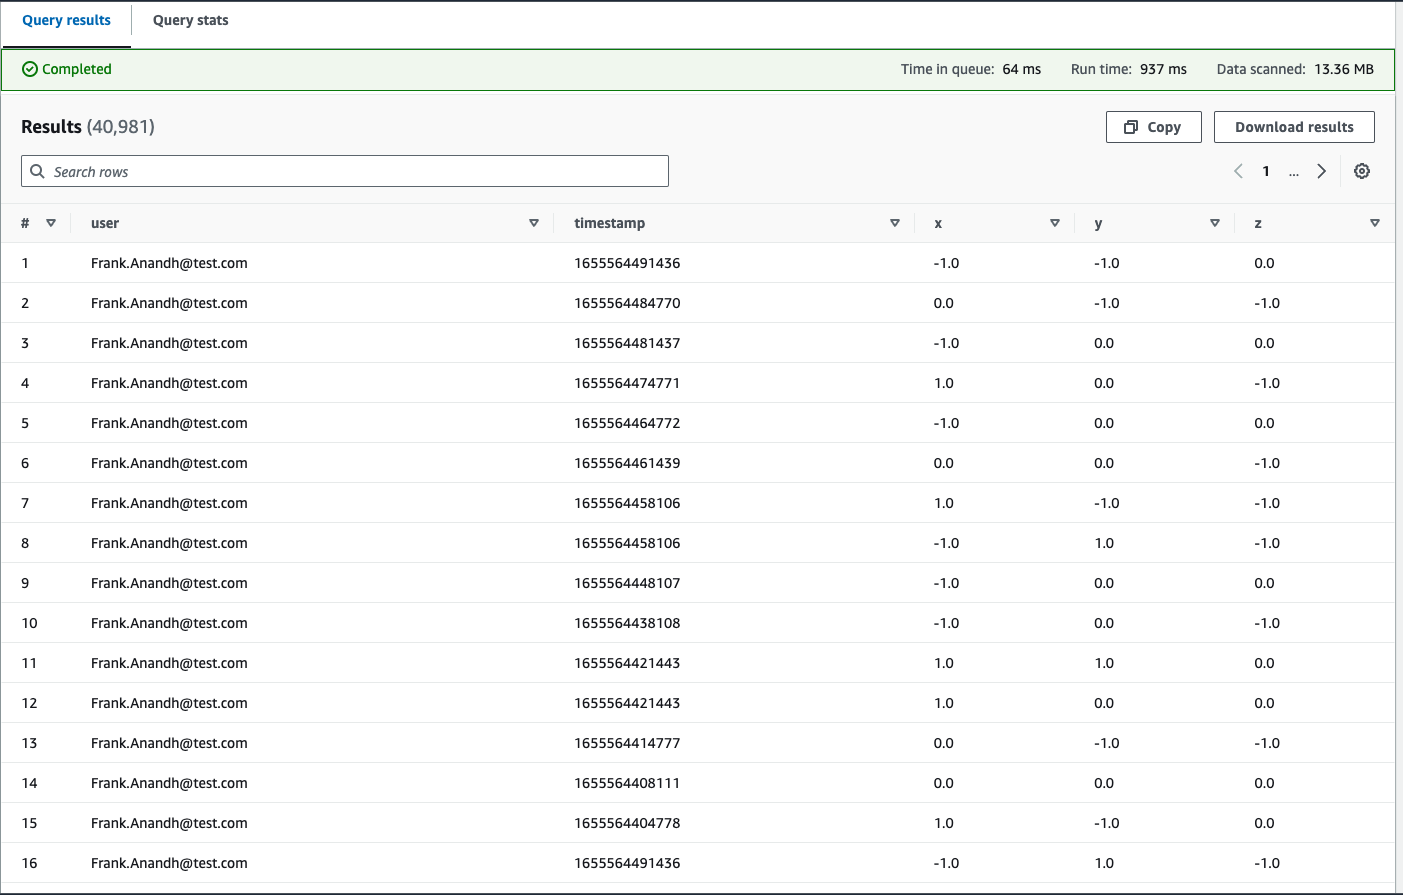 Query results Query stats
Completed Time in queue: 64 ms Run time: 937 ms Data scanned: 13.36 MB
Results (40,981) Copy Download results
Search rows 1 ...
# user timestamp x y z
1 Frank.Anandh@test.com 1655564491436 -1.0 -1.0 0.0
2 Frank.Anandh@test.com 1655564484770 0.0 -1.0 -1.0
3 Frank.Anandh@test.com 1655564481437 -1.0 0.0 0.0
4 Frank.Anandh@test.com 1655564474771 1.0 0.0 -1.0
5 Frank.Anandh@test.com 1655564464772 -1.0 0.0 0.0
6 Frank.Anandh@test.com 1655564461439 0.0 0.0 -1.0
7 Frank.Anandh@test.com 1655564458106 1.0 -1.0 -1.0
8 Frank.Anandh@test.com 1655564458106 -1.0 1.0 -1.0
9 Frank.Anandh@test.com 1655564448107 -1.0 0.0 0.0
10 Frank.Anandh@test.com 1655564438108 -1.0 0.0 -1.0
11 Frank.Anandh@test.com 1655564421443 1.0 1.0 0.0
12 Frank.Anandh@test.com 1655564421443 1.0 0.0 0.0
13 Frank.Anandh@test.com 1655564414777 0.0 -1.0 -1.0
14 Frank.Anandh@test.com 1655564408111 0.0 0.0 0.0
15 Frank.Anandh@test.com 1655564404778 1.0 -1.0 0.0
16 Frank.Anandh@test.com 1655564491436 -1.0 1.0 -1.0